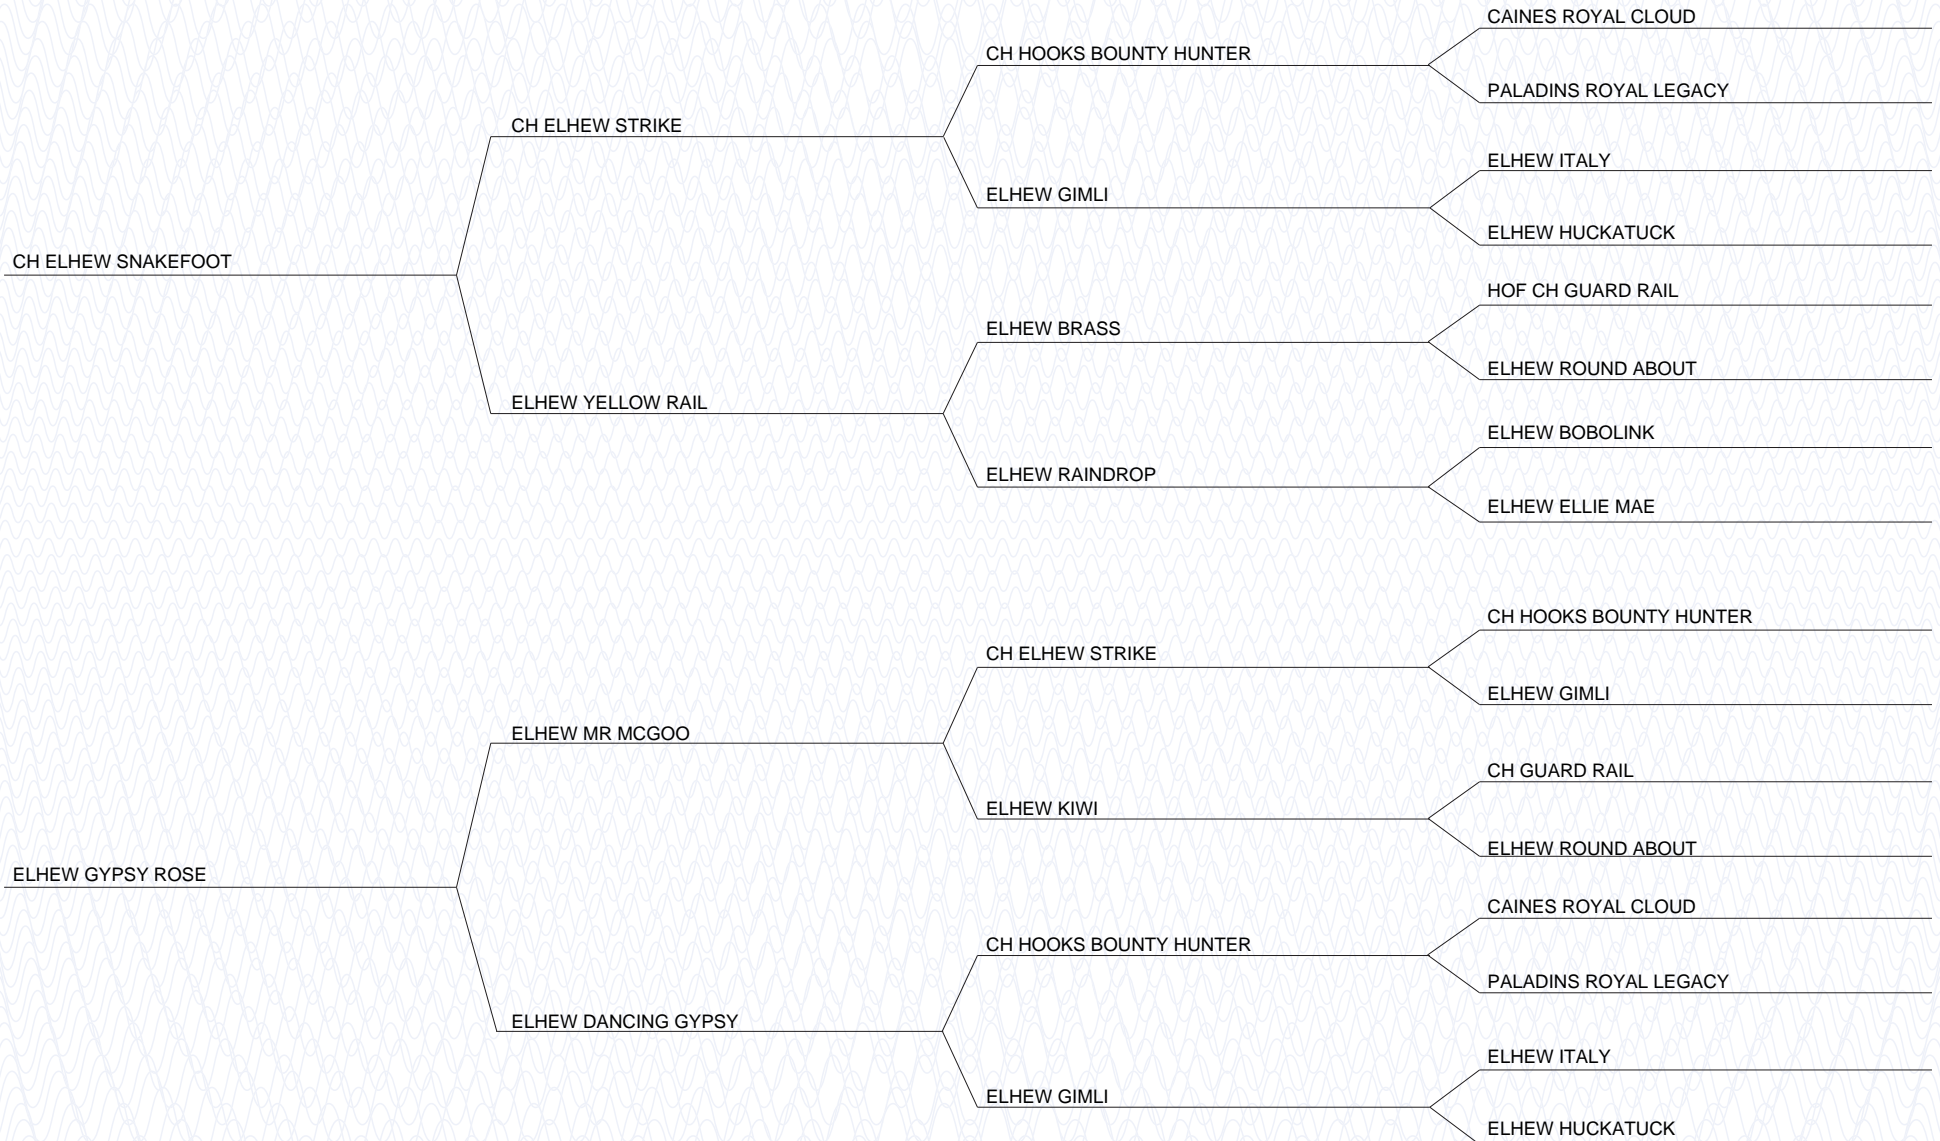 CAINES ROYAL CLOUD
CH HOOKS BOUNTY HUNTER
PALADINS ROYAL LEGACY
CH ELHEW STRIKE
ELHEW ITALY
ELHEW GIMLI
ELHEW HUCKATUCK
CH ELHEW SNAKEFOOT
HOF CH GUARD RAIL
ELHEW BRASS
ELHEW ROUND ABOUT
ELHEW YELLOW RAIL
ELHEW BOBOLINK
ELHEW RAINDROP
ELHEW ELLIE MAE
CH HOOKS BOUNTY HUNTER
CH ELHEW STRIKE
ELHEW GIMLI
ELHEW MR MCGOO
CH GUARD RAIL
ELHEW KIWI
ELHEW ROUND ABOUT
ELHEW GYPSY ROSE
CAINES ROYAL CLOUD
CH HOOKS BOUNTY HUNTER
PALADINS ROYAL LEGACY
ELHEW DANCING GYPSY
ELHEW ITALY
ELHEW GIMLI
ELHEW HUCKATUCK